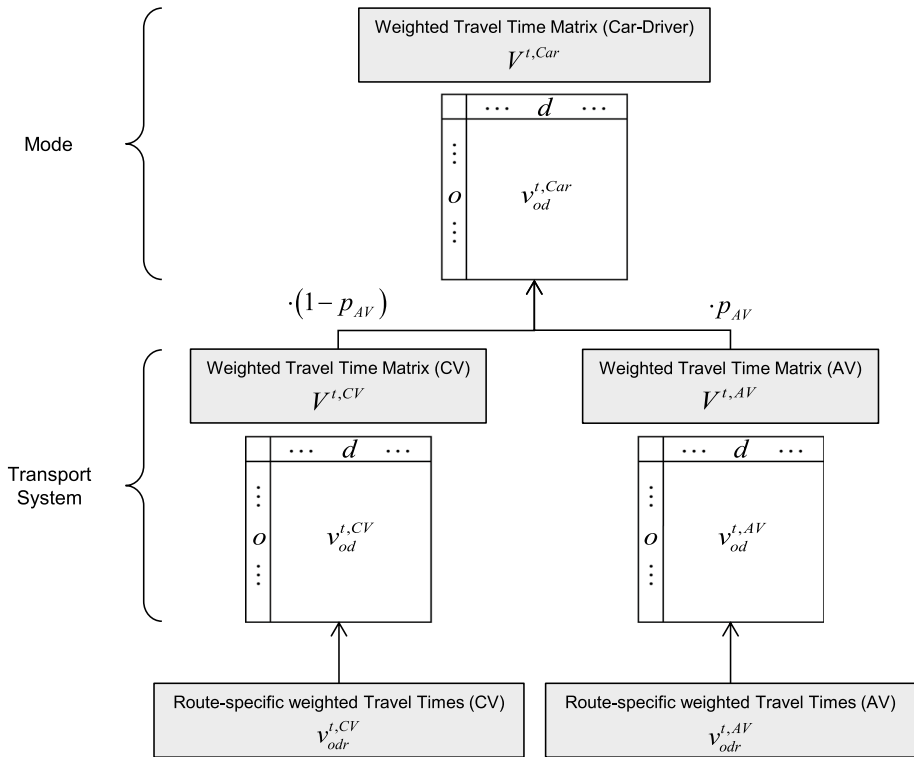 Weighted Travel Time Matrix (Car-Driver)
V^{t,Car}
⋯ d ⋯
Mode
⋮
o
⋮
v_{od}^{t,Car}
·(1− p_{AV})
· p_{AV}
Weighted Travel Time Matrix (CV)
V^{t,CV}
Weighted Travel Time Matrix (AV)
V^{t,AV}
⋯ d ⋯
⋯ d ⋯
Transport
System
⋮
o
⋮
v_{od}^{t,CV}
⋮
o
⋮
v_{od}^{t,AV}
Route-specific weighted Travel Times (CV)
v_{odr}^{t,CV}
Route-specific weighted Travel Times (AV)
v_{odr}^{t,AV}